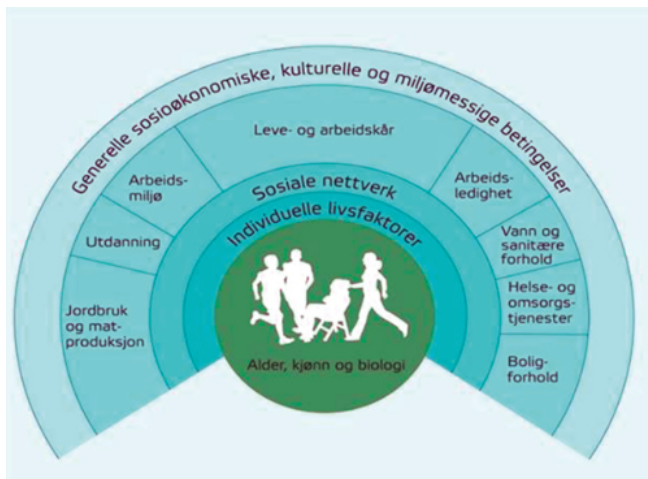 Generelle sosioøkonomiske, kulturelle og miljømessige betingelser
Leve- og arbeidskår
Arbeids-
miljø
Utdanning
Jordbruk
og mat-
produksjon
Arbeids-
ledighet
Vann og
sanitære
forhold
Helse- og
omsorgs-
tjenester
Bolig-
forhold
Sosiale nettverk
Individuelle livsfaktorer
Alder, kjønn og biologi